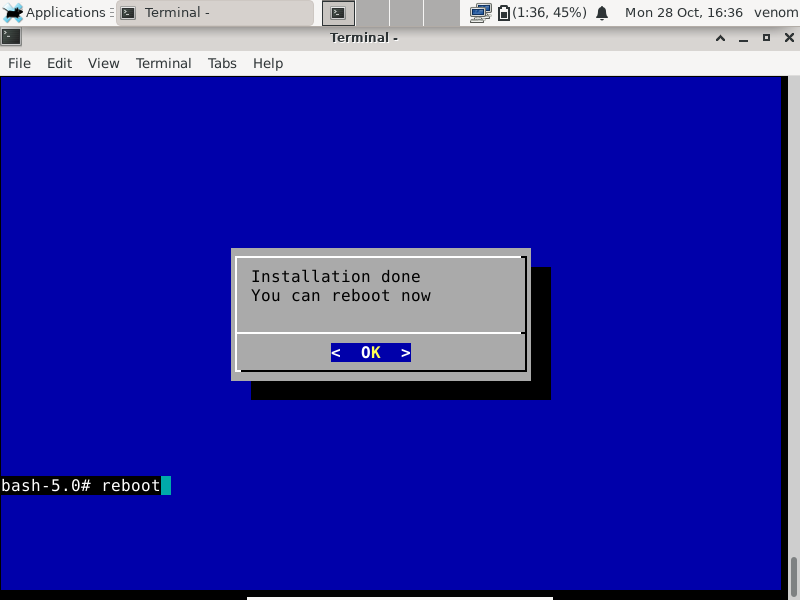 Applications Terminal - (1:36, 45%) Mon 28 Oct, 16:36 venom
Terminal -
File Edit View Terminal Tabs Help
Installation done
You can reboot now
< OK >
bash-5.0# reboot